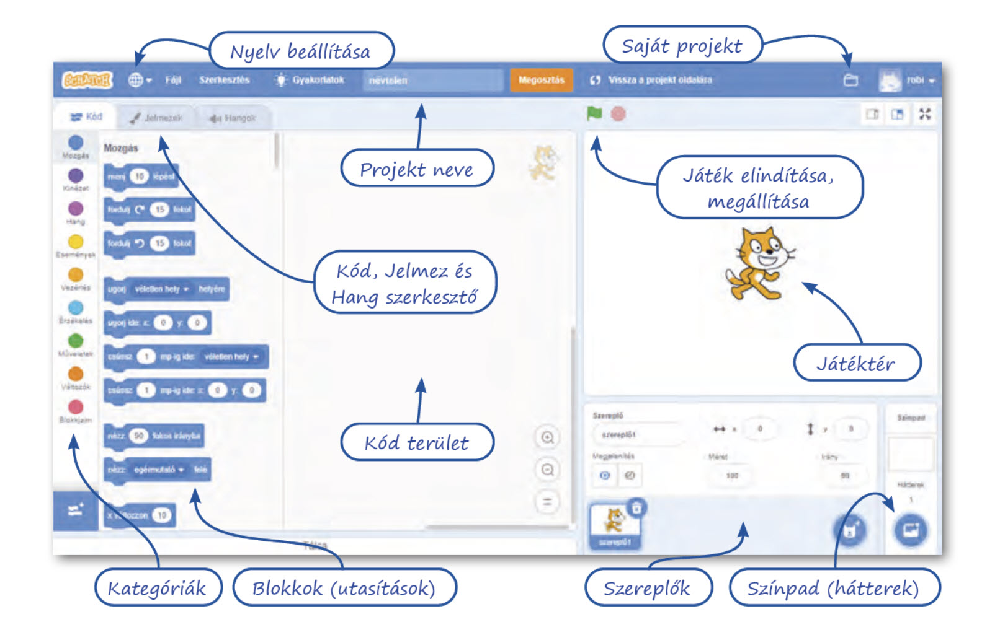 Nyelv beállítása
Saját projekt
SCRATCH
Fájl
Szerkesztés
Gyakorlatok
névtelen
Megosztás
Vissza a projekt oldalára
robi
Kód
Jelmezek
Hangok
Mozgás
Kinézet
Hang
Események
Vezérlés
Érzékelés
Műveletek
Változók
Blokkjaim
Mozgás
menj 10 lépést
fordulj 15 fokot
fordulj 15 fokot
ugorj véletlen hely helyére
ugorj ide: x: 0 y: 0
csússz 1 mp-ig ide: véletlen hely
csússz 1 mp-ig ide: x: 0 y: 0
nézz 90 fokos irányba
nézz egérmutató felé
x változzon 10
Projekt neve
Kód, Jelmez és
Hang szerkesztő
Kód terület
Táska
Játék elindítása,
megállítása
Játéktér
Szereplő
szereplő1
x 0
y 0
Megjelenítés
Méret
100
Irány
90
szereplő1
Színpad
Hátterek
1
Kategóriák
Blokkok (utasítások)
Szereplők
Színpad (hátterek)